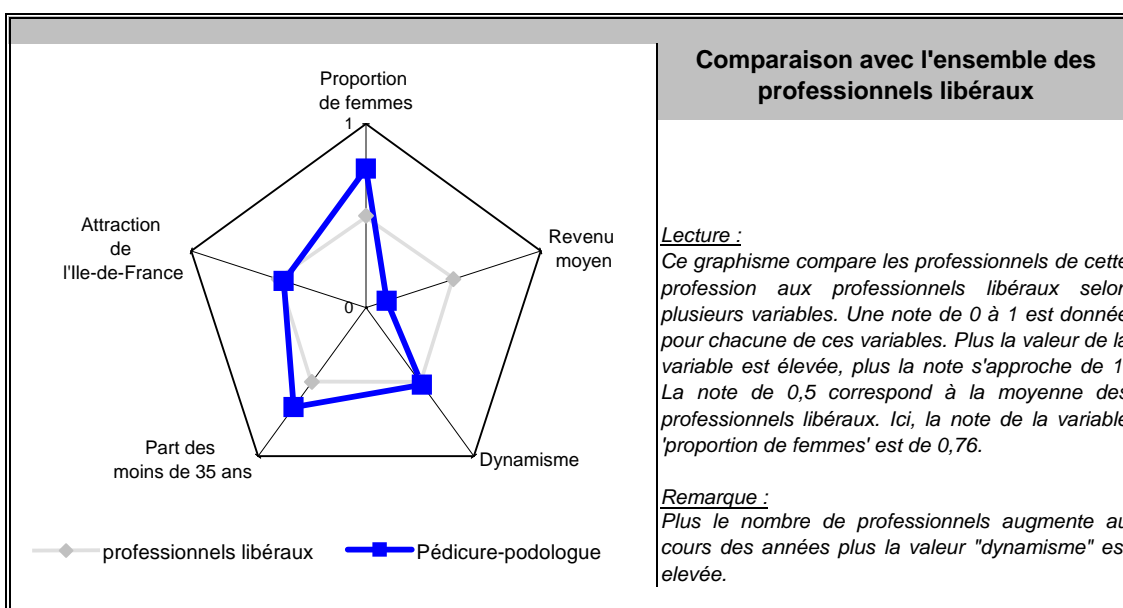 Comparaison avec l'ensemble des
professionnels libéraux
Proportion
de femmes
1
Attraction
de
l'Ile-de-France
Revenu
moyen
0
Part des
moins de 35 ans
Dynamisme
professionnels libéraux
Pédicure-podologue
Lecture :
Ce graphisme compare les professionnels de cette
profession aux professionnels libéraux selon
plusieurs variables. Une note de 0 à 1 est donnée
pour chacune de ces variables. Plus la valeur de la
variable est élevée, plus la note s'approche de 1
La note de 0,5 correspond à la moyenne des
professionnels libéraux. Ici, la note de la variable
'proportion de femmes' est de 0,76.
Remarque :
Plus le nombre de professionnels augmente au
cours des années plus la valeur "dynamisme" es
elevée.